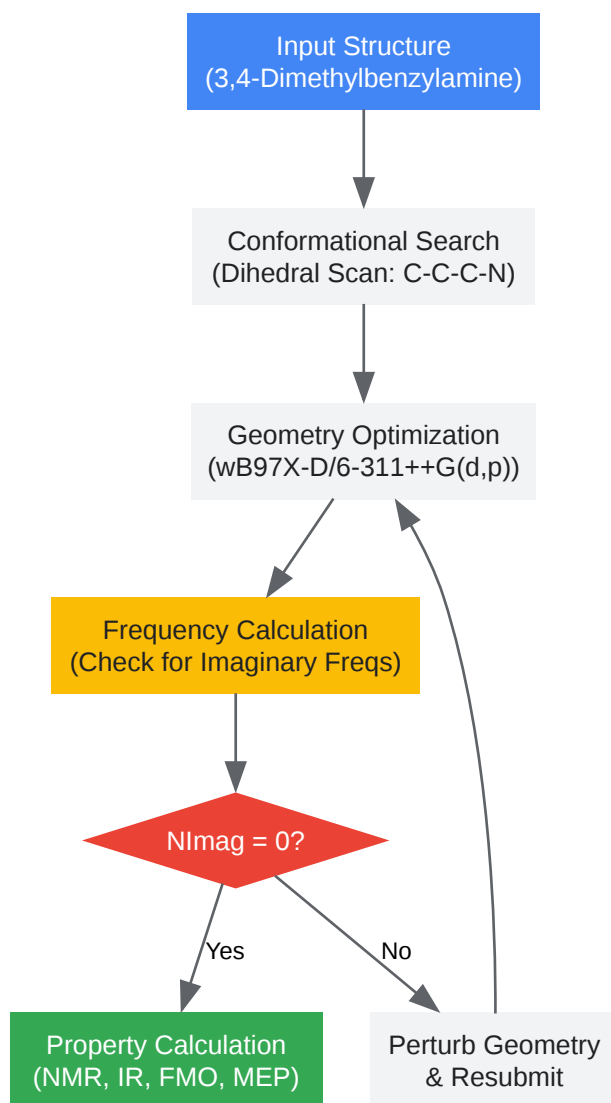 Input Structure
(3,4-Dimethylbenzylamine)
Conformational Search
(Dihedral Scan: C-C-C-N)
Geometry Optimization
(wB97X-D/6-311++G(d,p))
Frequency Calculation
(Check for Imaginary Freqs)
NImag = 0?
Yes
No
Property Calculation
(NMR, IR, FMO, MEP)
Perturb Geometry
& Resubmit